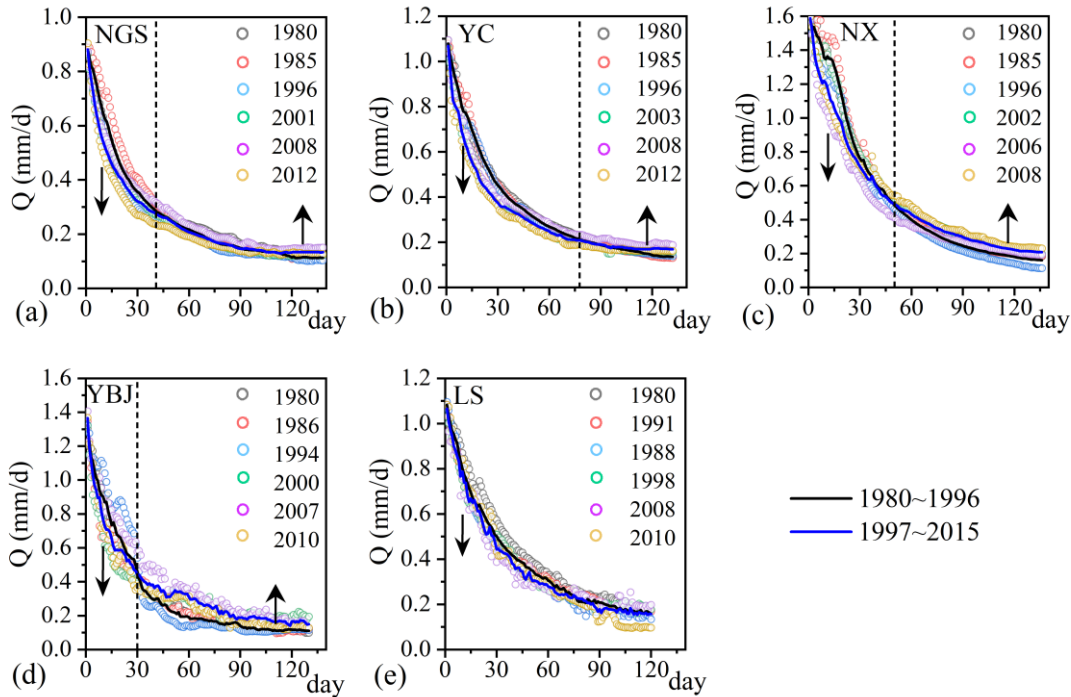 NGS
1980
1985
1996
2001
2008
2012
1.0
0.8
0.6
0.4
0.2
0.0
Q (mm/d)
0 30 60 90 120
day
(a)
YC
1980
1985
1996
2003
2008
2012
1.2
1.0
0.8
0.6
0.4
0.2
0.0
Q (mm/d)
0 30 60 90 120
day
(b)
NX
1980
1985
1996
2002
2006
2008
1.6
1.4
1.2
1.0
0.8
0.6
0.4
0.2
0.0
Q (mm/d)
0 30 60 90 120
day
(c)
YBJ
1980
1986
1994
2000
2007
2010
1.6
1.4
1.2
1.0
0.8
0.6
0.4
0.2
0.0
Q (mm/d)
0 30 60 90 120
day
(d)
LS
1980
1991
1988
1998
2008
2010
1.2
1.0
0.8
0.6
0.4
0.2
0.0
Q (mm/d)
0 30 60 90 120
day
(e)
1980~1996
1997~2015